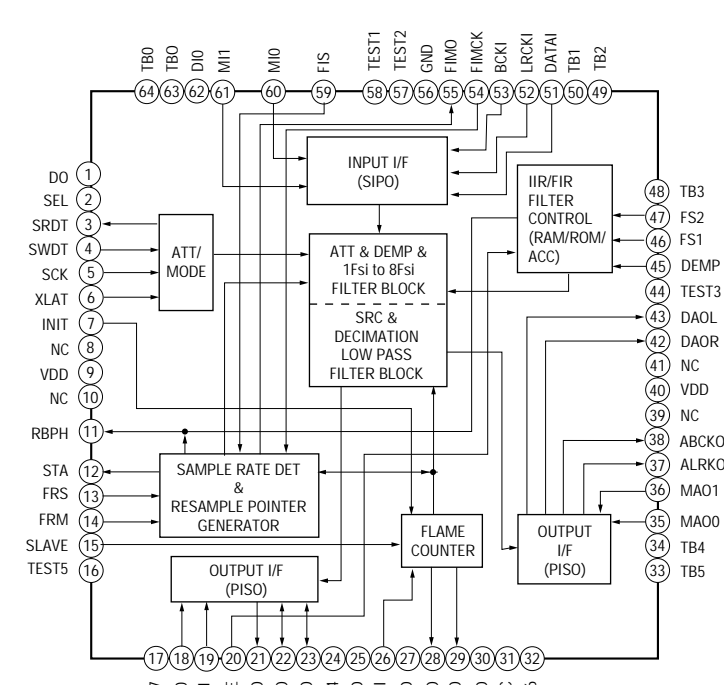 TB0
TBO
DI0
MI1
MI0
FIS
TEST1
TEST2
GND
FIMO
FIMCK
BCKI
LRCKI
DATAI
TB1
TB2
64
63
62
61
60
59
58
57
56
55
54
53
52
51
50
49
DO 1
SEL 2
SRDT 3
SWDT 4
SCK 5
XLAT 6
INIT 7
NC 8
VDD 9
NC 10
RBPH 11
STA 12
FRS 13
FRM 14
SLAVE 15
TEST5 16
INPUT I/F
(SIPO)
ATT/
MODE
ATT & DEMP &
1Fsi to 8Fsi
FILTER BLOCK
SRC &
DECIMATION
LOW PASS
FILTER BLOCK
IIR/FIR
FILTER
CONTROL
(RAM/ROM/
ACC)
SAMPLE RATE DET
&
RESAMPLE POINTER
GENERATOR
FLAME
COUNTER
OUTPUT I/F
(PISO)
OUTPUT
I/F
(PISO)
48 TB3
47 FS2
46 FS1
45 DEMP
44 TEST3
43 DAOL
42 DAOR
41 NC
40 VDD
39 NC
38 ABCKO
37 ALRKO
36 MAO1
35 MAO0
34 TB4
33 TB5
17
18
19
20
21
22
23
24
25
26
27
28
29
30
31
32